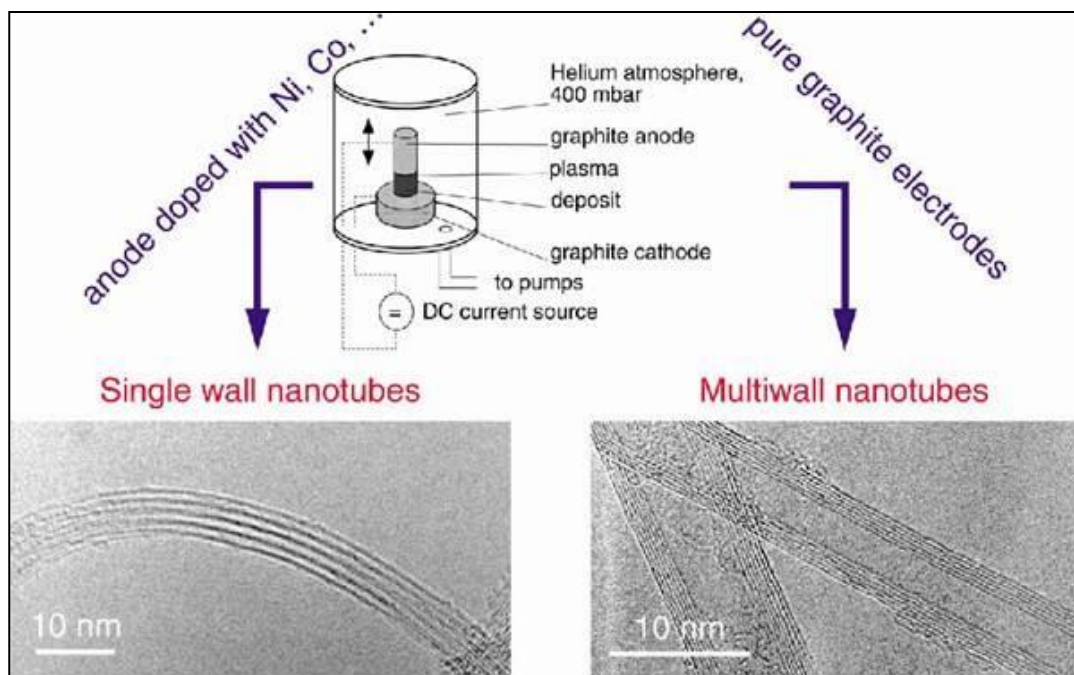 anode doped with Ni, Co, ...
pure graphite electrodes
Helium atmosphere,
400 mbar
graphite anode
plasma
deposit
graphite cathode
to pumps
= DC current source
Single wall nanotubes
Multiwall nanotubes
10 nm
10 nm